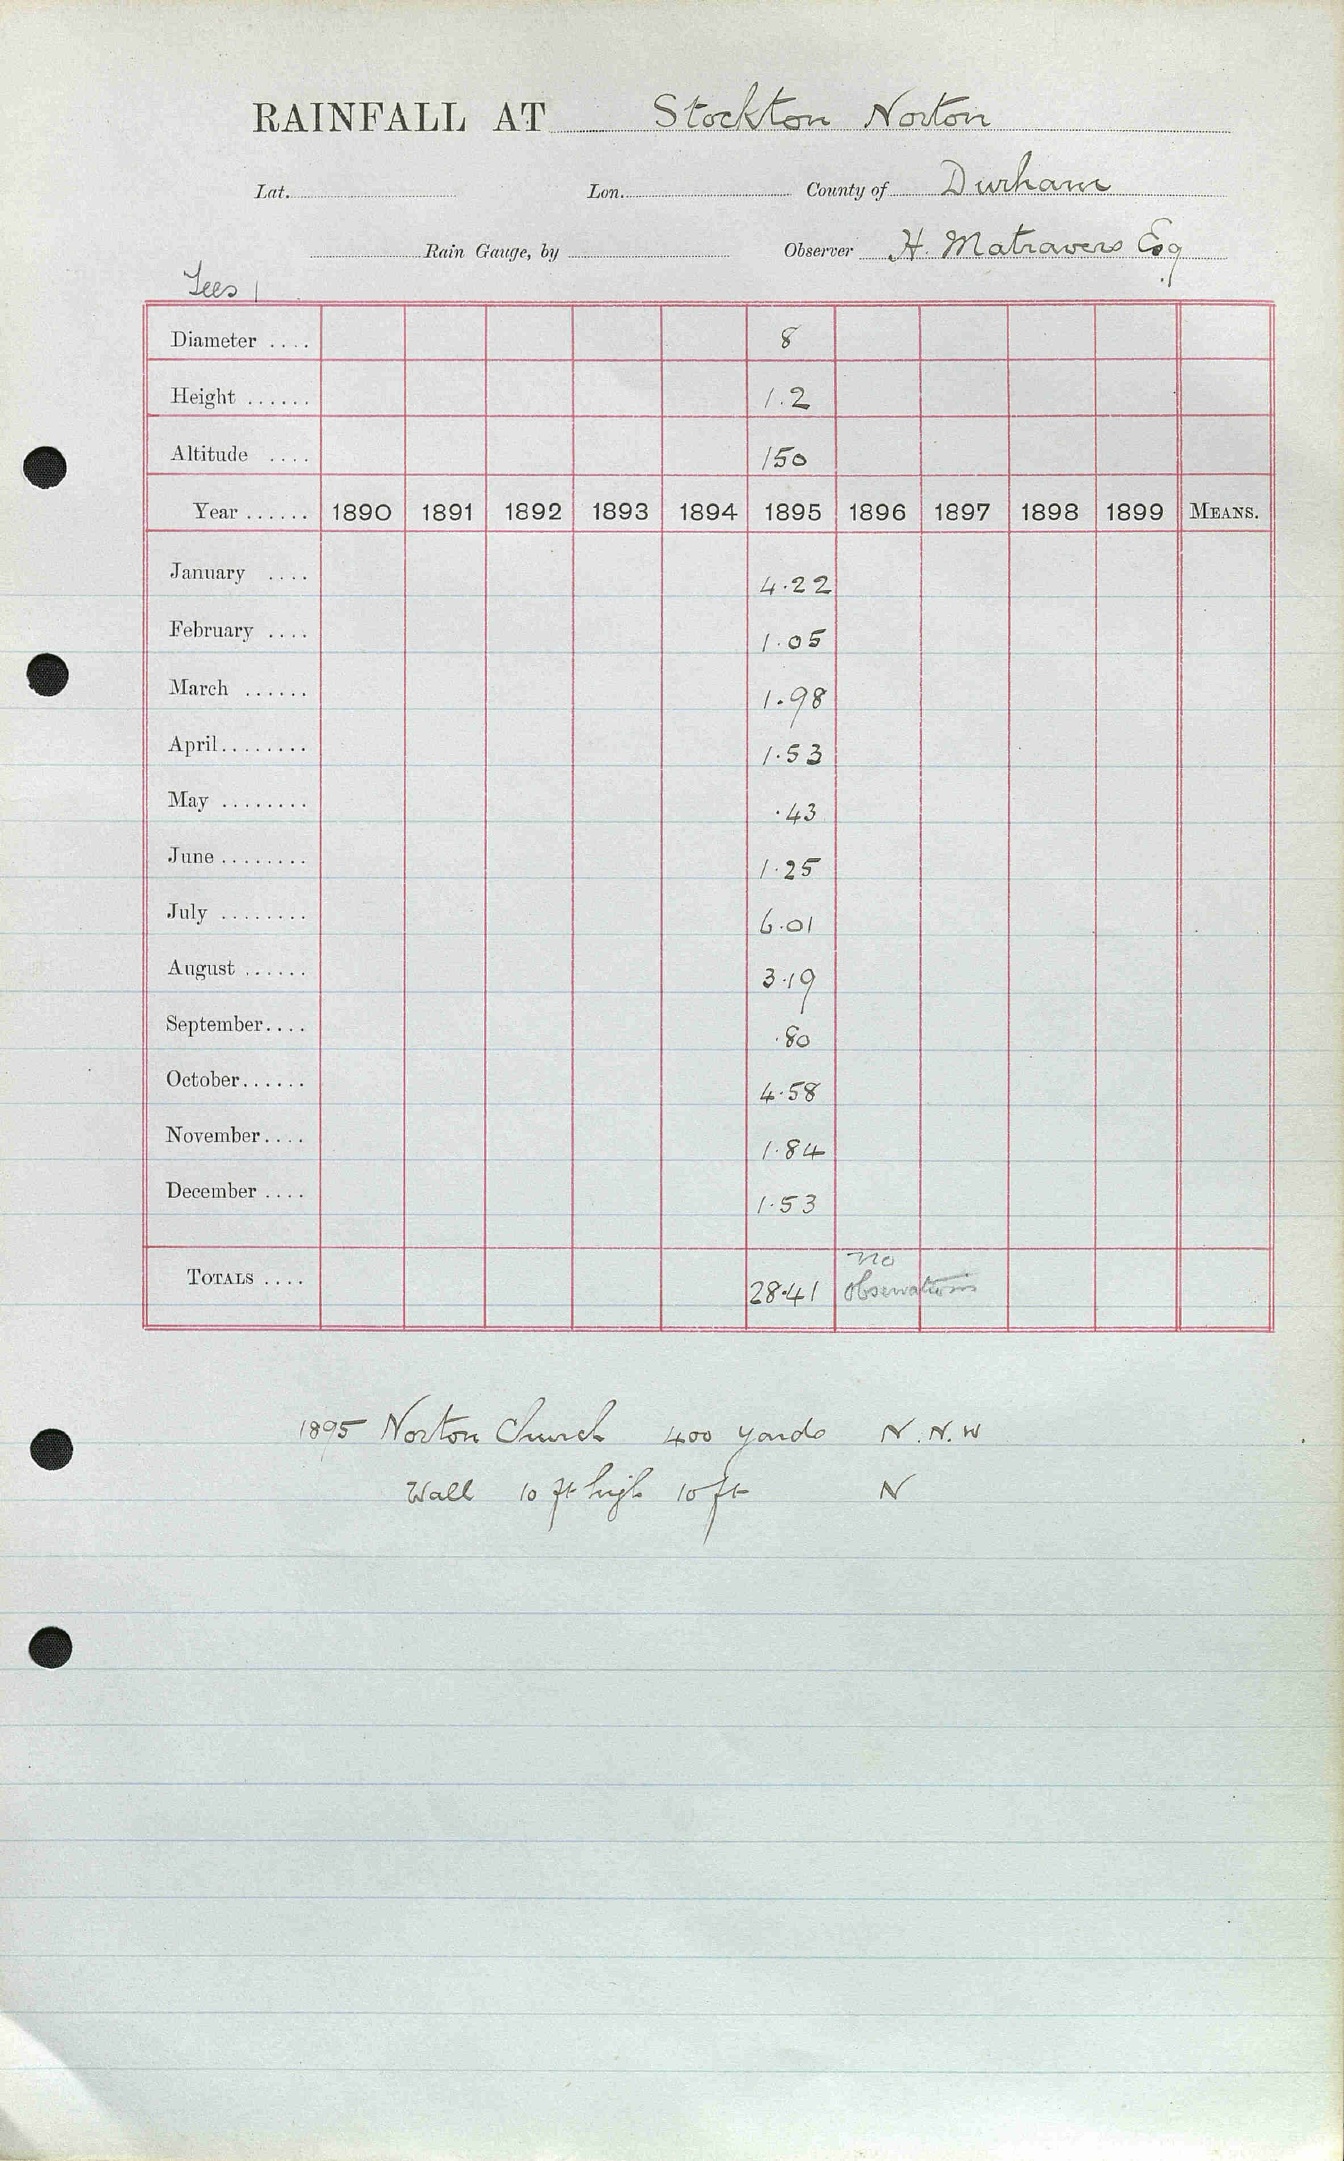 RAINFALL AT Stockton Norton
Lat. Lon. County of Durham
Rain Gauge, by Observer H. Matravers Esq
Tees 1
Diameter .... 8
Height ...... 1.2
Altitude .... 150
Year ...... 1890 1891 1892 1893 1894 1895 1896 1897 1898 1899 MEANS.
January .... 4.22
February .... 1.05
March ...... 1.98
April........ 1.53
May ........ .43
June ........ 1.25
July ........ 6.01
August ...... 3.19
September.... .80
October...... 4.58
November.... 1.84
December .... 1.53
TOTALS .... 28.41 no observations
1895 Norton Church 400 yards N.N.W
Wall 10 ft high 10 ft N